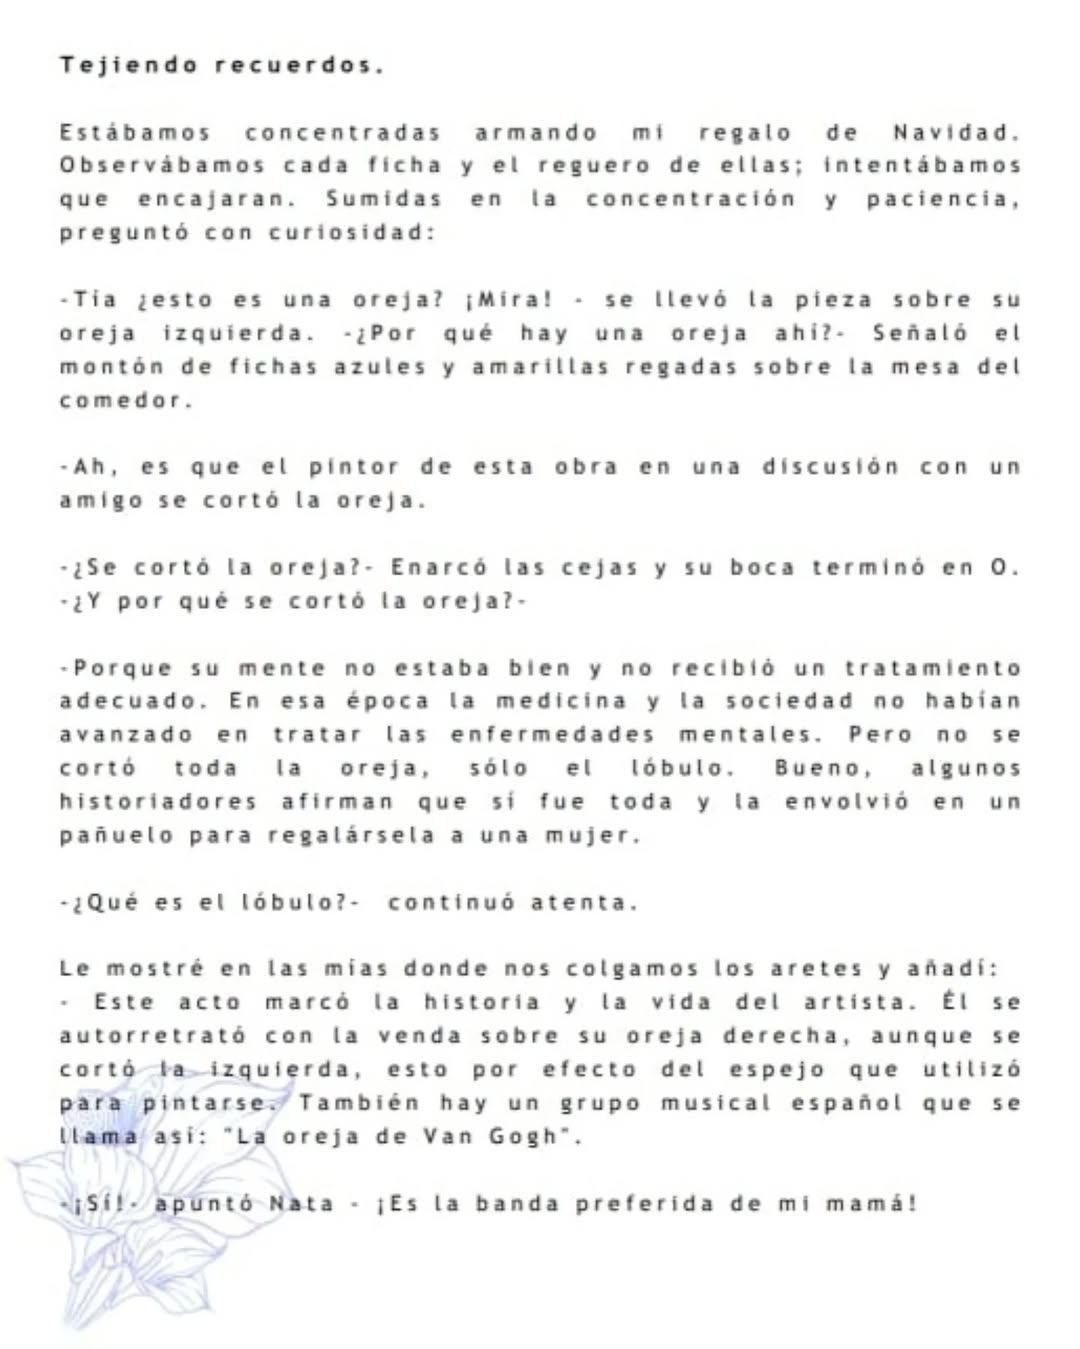 Tejiendo recuerdos.
Estábamos concentradas armando mi regalo de Navidad.
Observábamos cada ficha y el reguero de ellas; intentábamos
que encajaran. Sumidas en la concentración y paciencia,
preguntó con curiosidad:
-Tía ¿esto es una oreja? ¡Mira! - se llevó la pieza sobre su
oreja izquierda. -¿Por qué hay una oreja ahí?- Señaló el
montón de fichas azules y amarillas regadas sobre la mesa del
comedor.
-Ah, es que el pintor de esta obra en una discusión con un
amigo se cortó la oreja.
-¿Se cortó la oreja?- Enarcó las cejas y su boca terminó en O.
-¿Y por qué se cortó la oreja?-
-Porque su mente no estaba bien y no recibió un tratamiento
adecuado. En esa época la medicina y la sociedad no habían
avanzado en tratar las enfermedades mentales. Pero no se
cortó toda la oreja, sólo el lóbulo. Bueno, algunos
historiadores afirman que sí fue toda y la envolvió en un
pañuelo para regalársela a una mujer.
-¿Qué es el lóbulo?- continuó atenta.
Le mostré en las mías donde nos colgamos los aretes y añadí:
- Este acto marcó la historia y la vida del artista. Él se
autorretrató con la venda sobre su oreja derecha, aunque se
cortó la izquierda, esto por efecto del espejo que utilizó
para pintarse. También hay un grupo musical español que se
llama así: "La oreja de Van Gogh".
-¡Sí!- apuntó Nata - ¡Es la banda preferida de mi mamá!